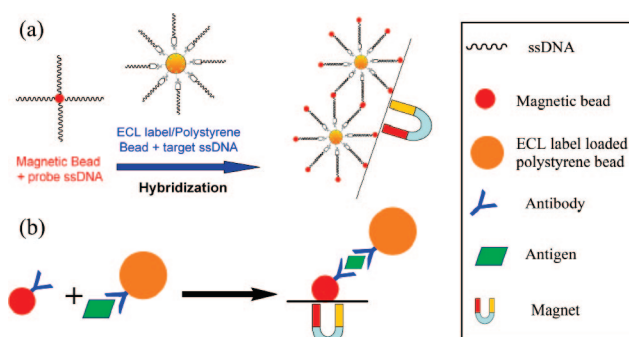 (a)
ECL label/Polystyrene
Bead + target ssDNA
Magnetic Bead
+ probe ssDNA
Hybridization
(b)
+
ssDNA
Magnetic bead
ECL label loaded
polystyrene bead
Antibody
Antigen
Magnet